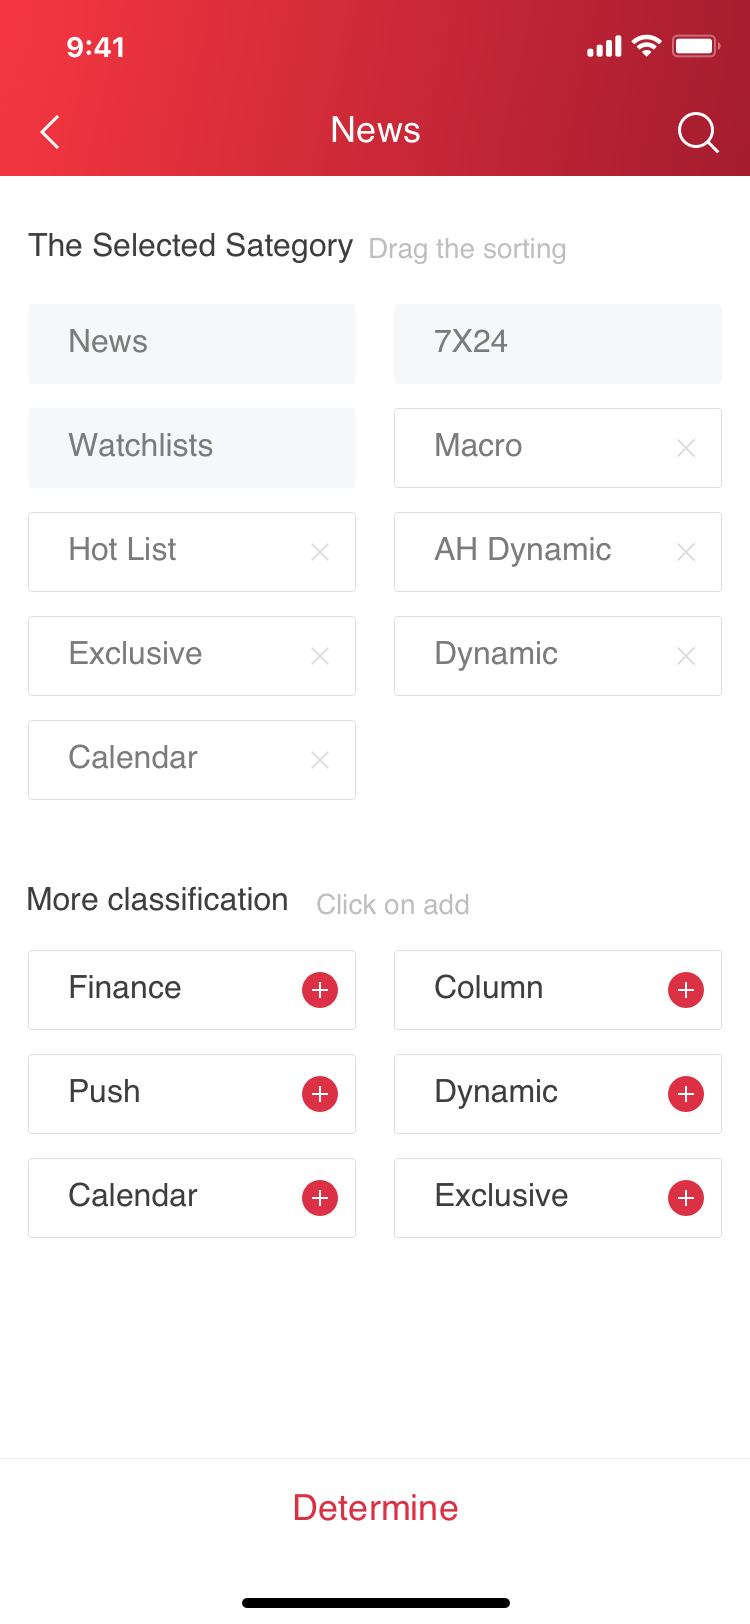 9:41
News
The Selected Sategory Drag the sorting
News 7X24
Watchlists Macro
Hot List AH Dynamic
Exclusive Dynamic
Calendar
More classification Click on add
Finance Column
Push Dynamic
Calendar Exclusive
Determine